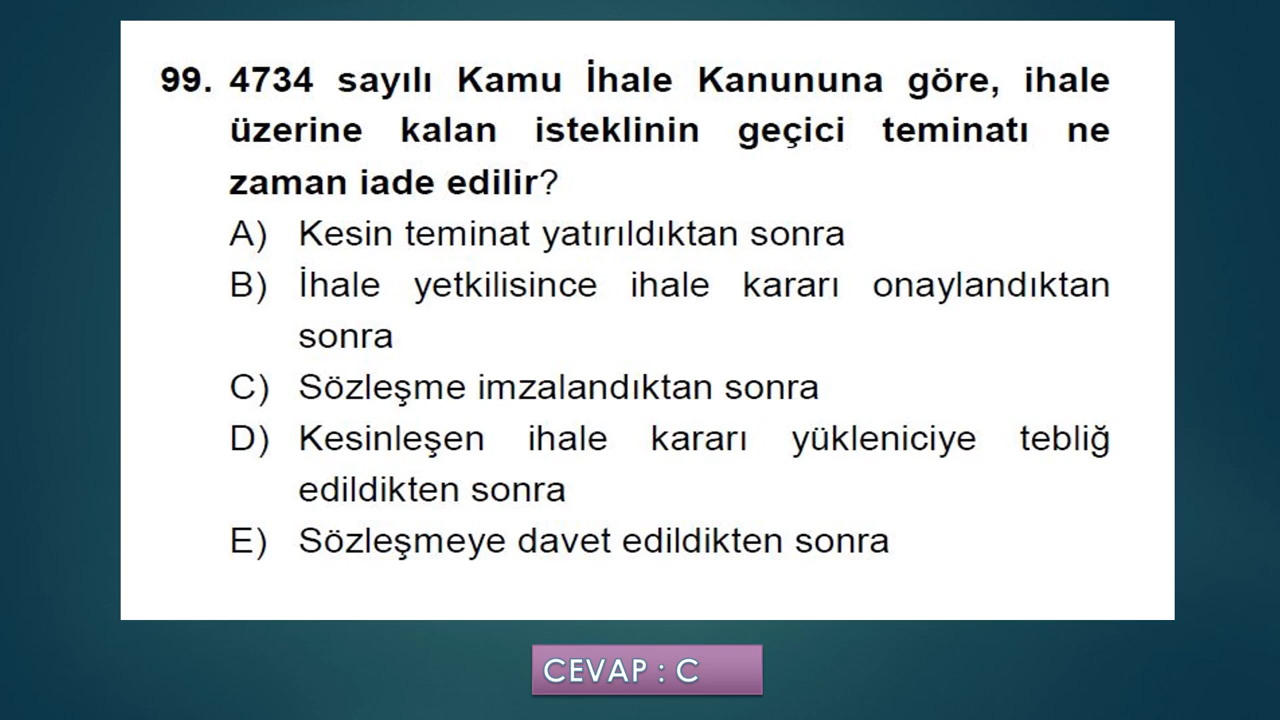 99. 4734 sayılı Kamu İhale Kanununa göre, ihale
üzerine kalan isteklinin geçici teminatı ne
zaman iade edilir?
A) Kesin teminat yatırıldıktan sonra
B) İhale yetkilisince ihale kararı onaylandıktan
sonra
C) Sözleşme imzalandıktan sonra
D) Kesinleşen ihale kararı yükleniciye tebliğ
edildikten sonra
E) Sözleşmeye davet edildikten sonra
CEVAP : C